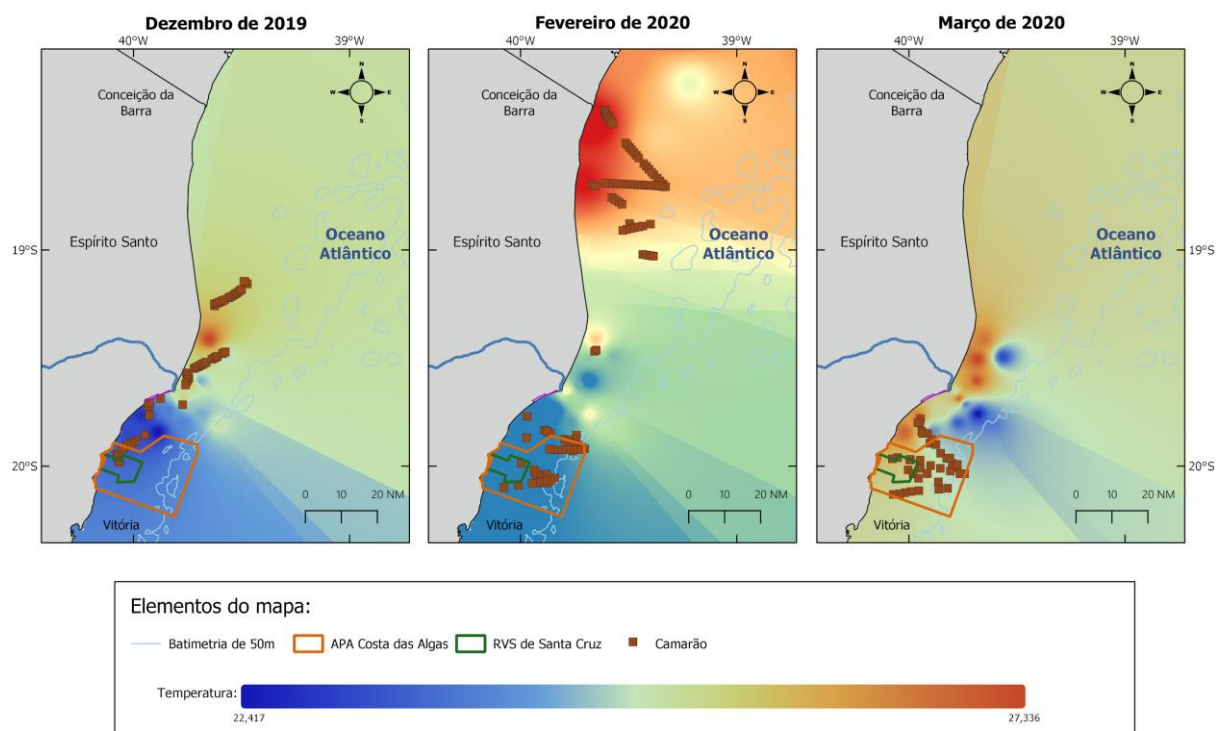 Dezembro de 2019
Fevereiro de 2020
Março de 2020
40°W
39°W
40°W
39°W
40°W
39°W
N
W
E
S
Conceição da
Barra
N
W
E
S
Conceição da
Barra
N
W
E
S
Conceição da
Barra
Espírito Santo
Oceano
Atlântico
19°S
Espírito Santo
Oceano
Atlântico
Espírito Santo
Oceano
Atlântico
19°S
20°S
20°S
Vitória
0 10 20 NM
Vitória
0 10 20 NM
Vitória
0 10 20 NM
Elementos do mapa:
Batimetria de 50m
APA Costa das Algas
RVS de Santa Cruz
Camarão
Temperatura:
22,417
27,336